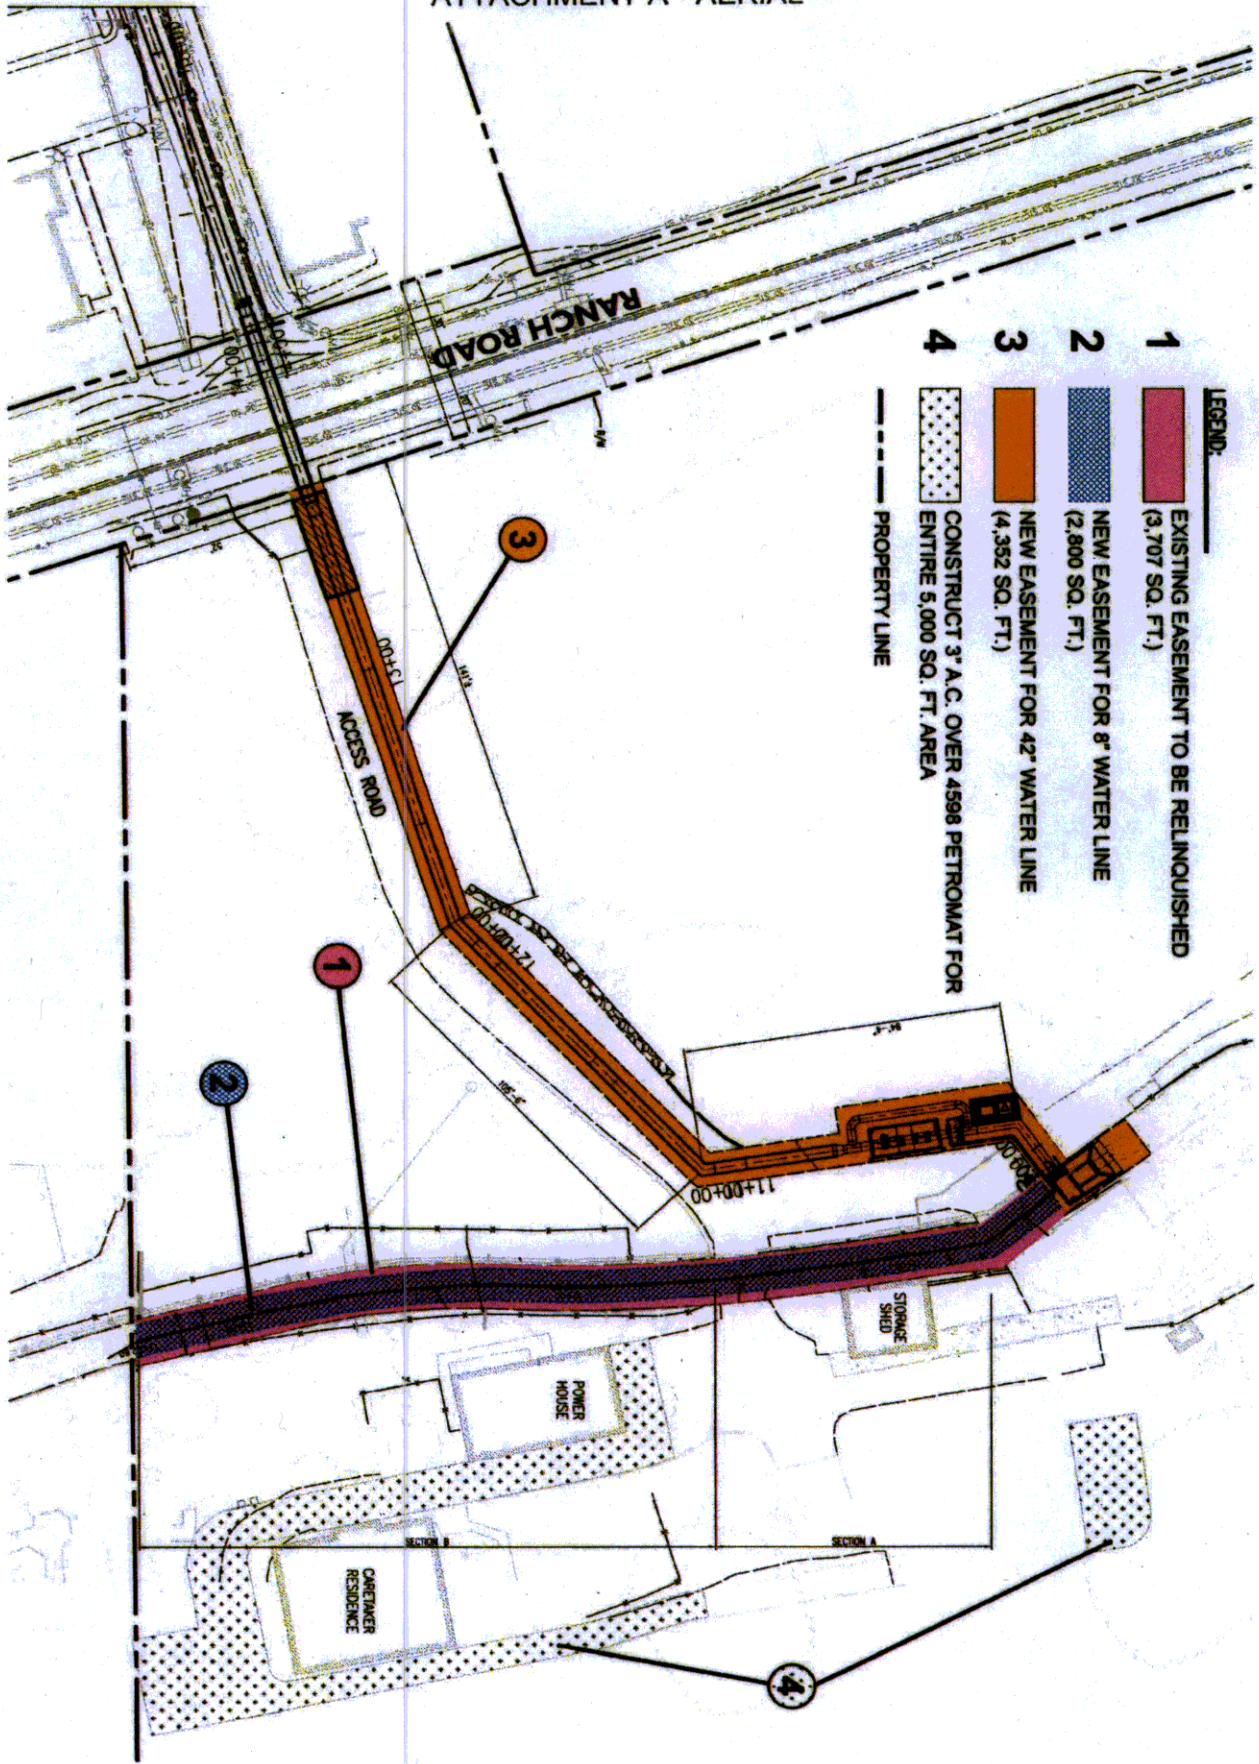 ATTACHMENT A - AERIAL
LEGEND:
1 EXISTING EASEMENT TO BE RELINQUISHED
(3,707 SQ. FT.)
2 NEW EASEMENT FOR 8" WATER LINE
(2,800 SQ. FT.)
3 NEW EASEMENT FOR 42" WATER LINE
(4,352 SQ. FT.)
4 CONSTRUCT 3" A.C. OVER 4598 PETROMAT FOR
ENTIRE 5,000 SQ. FT. AREA
PROPERTY LINE
RANCH ROAD
R/W
3
13+00
ACCESS ROAD
12+00
1
2
11+00
STORAGE
SHED
POWER
HOUSE
SECTION B
SECTION A
CARETAKER
RESIDENCE
4